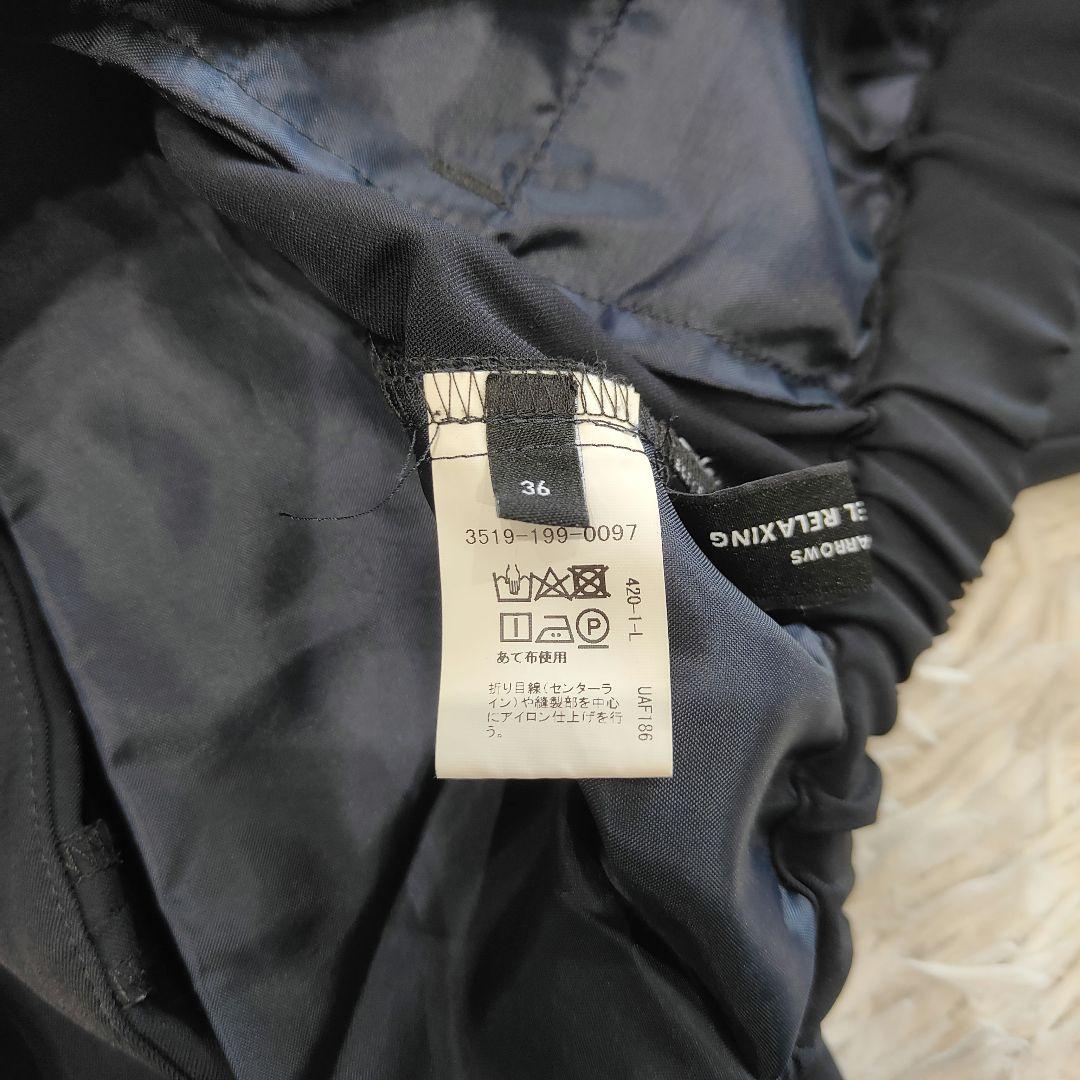 36
3519-199-0097
P
あて布使用
折り目線(センターラ
イン)や縫製部を中心
にアイロン仕上げを行
う。
420-1-L
UAF186
ARROWS
EL RELAXING